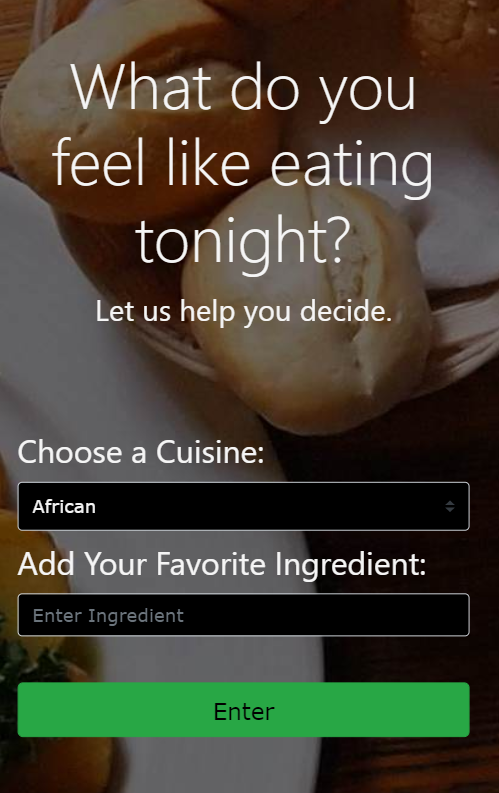 What do you
feel like eating
tonight?
Let us help you decide.
Choose a Cuisine:
African
Add Your Favorite Ingredient:
Enter Ingredient
Enter